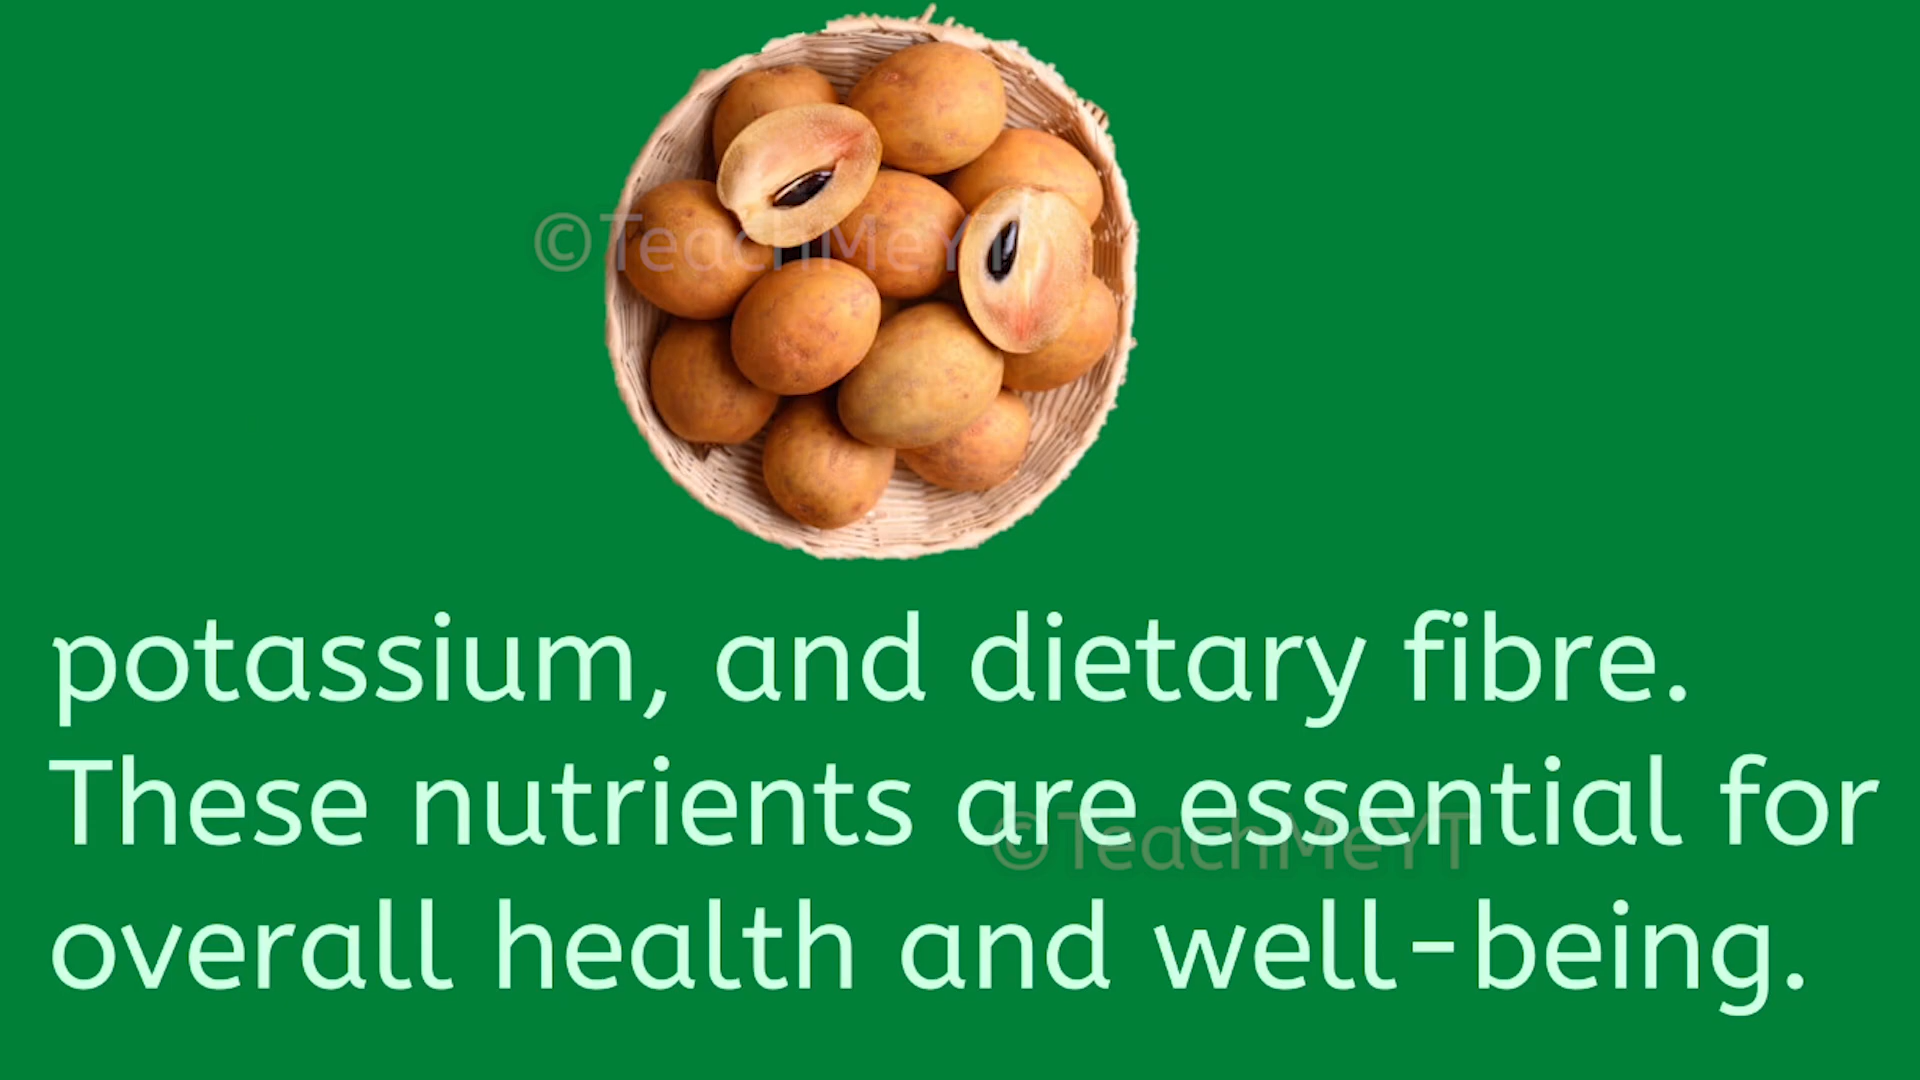 ©TeachMeYT
potassium, and dietary fibre.
These nutrients are essential for
©TeachMeYT
overall health and well-being.